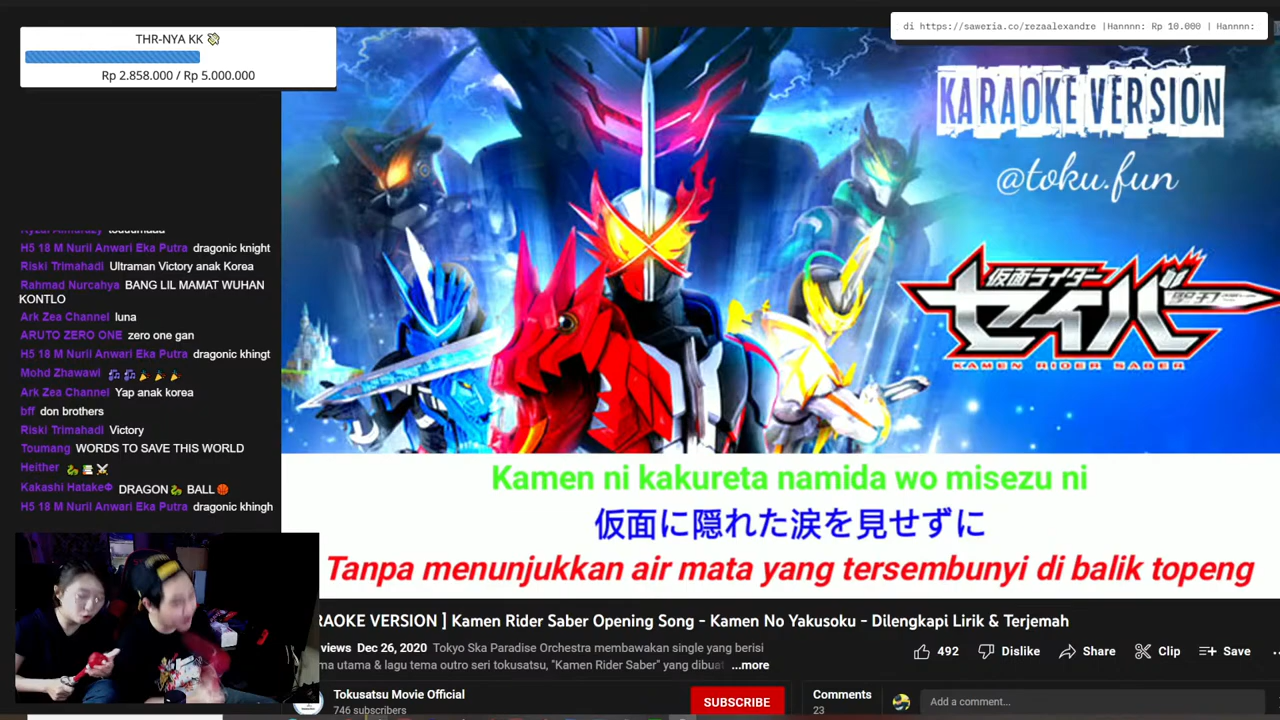 di https://saweria.co/rezaalexandre |Hannnn: Rp 10.000 | Hannnn:
THR-NYA KK 💸
Rp 2.858.000 / Rp 5.000.000
KARAOKE VERSION
@toku.fun
H5 18 M Nuril Anwari Eka Putra dragonic knight
Riski Trimahadi Ultraman Victory anak Korea
Rahmad Nurcahya BANG LIL MAMAT WUHAN
KONTLO
Ark Zea Channel luna
ARUTO ZERO ONE zero one gan
H5 18 M Nuril Anwari Eka Putra dragonic khingt
Mohd Zhawawi 🎶 🎶 🎉 🎉 🎉
Ark Zea Channel Yap anak korea
bff don brothers
Riski Trimahadi Victory
Toumang WORDS TO SAVE THIS WORLD
Heither 🐉 📚 ⚔️
Kakashi HatakeΦ DRAGON🐉 BALL🏀
H5 18 M Nuril Anwari Eka Putra dragonic khingh
仮面ライダー
セイバー
聖刃
KAMEN RIDER SABER
Kamen ni kakureta namida wo misezu ni
仮面に隠れた涙を見せずに
Tanpa menunjukkan air mata yang tersembunyi di balik topeng
RAOKE VERSION ] Kamen Rider Saber Opening Song - Kamen No Yakusoku - Dilengkapi Lirik & Terjemah
views Dec 26, 2020 Tokyo Ska Paradise Orchestra membawakan single yang berisi
ma utama & lagu tema outro seri tokusatsu, "Kamen Rider Saber" yang dibuat ...more
492 Dislike Share Clip Save ...
Tokusatsu Movie Official
746 subscribers
SUBSCRIBE
Comments
23
Add a comment...